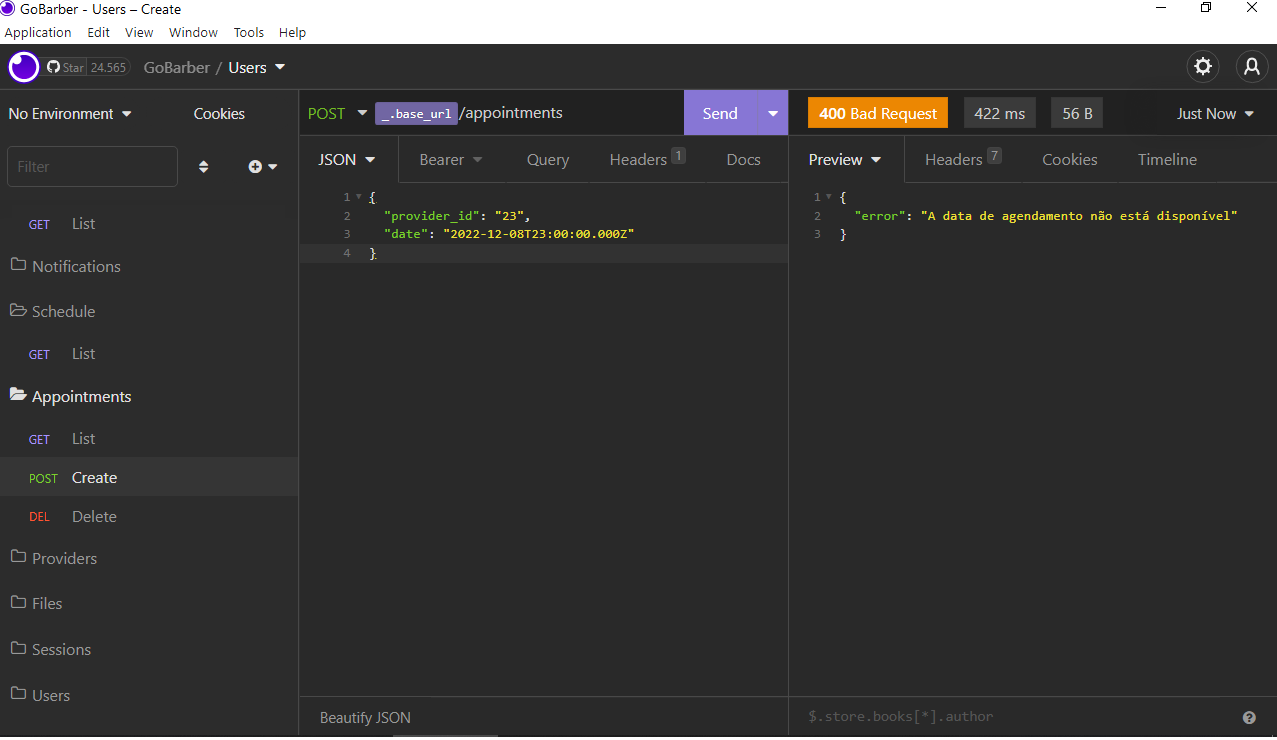 GoBarber - Users – Create
Application Edit View Window Tools Help
Star 24.565 GoBarber / Users
No Environment Cookies
Filter
GET List
Notifications
Schedule
GET List
Appointments
GET List
POST Create
DEL Delete
Providers
Files
Sessions
Users
POST _.base_url/appointments Send
JSON Bearer Query Headers 1 Docs
1 {
2 "provider_id": "23",
3 "date": "2022-12-08T23:00:00.000Z"
4 }
Beautify JSON
400 Bad Request 422 ms 56 B Just Now
Preview Headers 7 Cookies Timeline
1 {
2 "error": "A data de agendamento não está disponível"
3 }
$.store.books[*].author